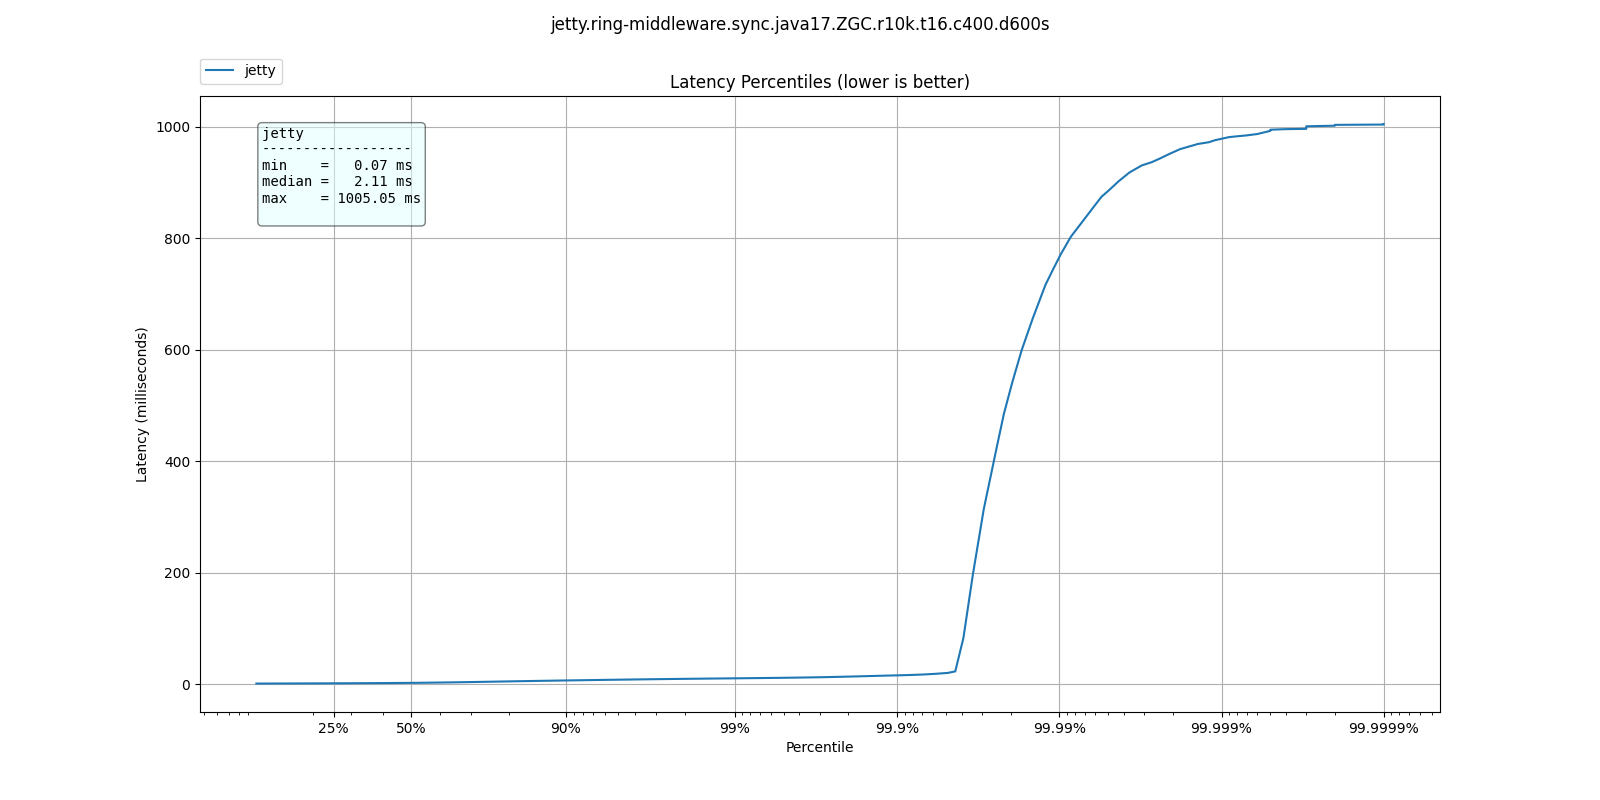 jetty.ring-middleware.sync.java17.ZGC.r10k.t16.c400.d600s
jetty
Latency Percentiles (lower is better)
jetty
------------------
min    =   0.07 ms
median =   2.11 ms
max    = 1005.05 ms
Latency (milliseconds)
1000
800
600
400
200
0
25% 50% 90% 99% 99.9% 99.99% 99.999% 99.9999%
Percentile